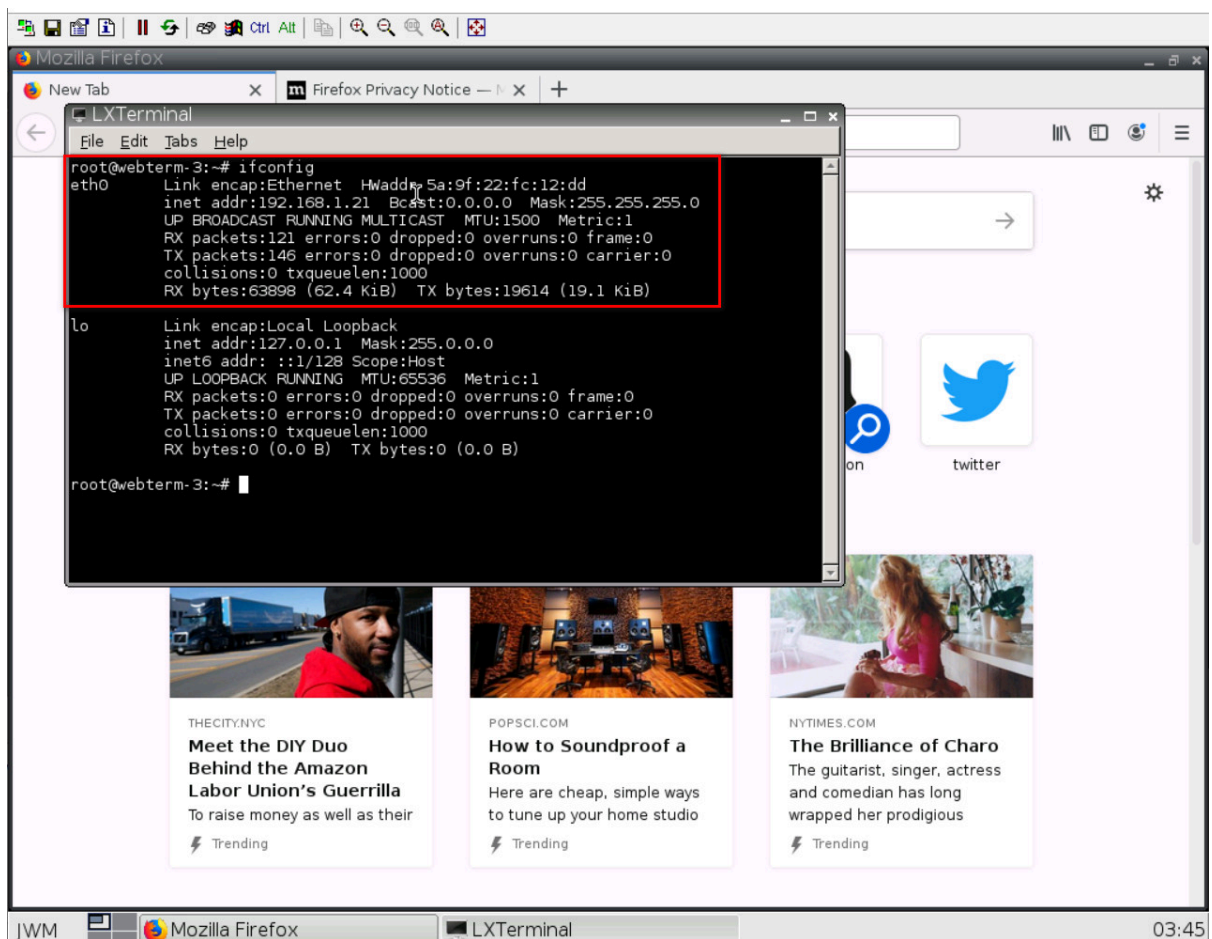 Ctrl Alt
Mozilla Firefox
New Tab
Firefox Privacy Notice — M
LXTerminal
File Edit Tabs Help
root@webterm-3:~# ifconfig
eth0 Link encap:Ethernet HWaddr 5a:9f:22:fc:12:dd
inet addr:192.168.1.21 Bcast:0.0.0.0 Mask:255.255.255.0
UP BROADCAST RUNNING MULTICAST MTU:1500 Metric:1
RX packets:121 errors:0 dropped:0 overruns:0 frame:0
TX packets:146 errors:0 dropped:0 overruns:0 carrier:0
collisions:0 txqueuelen:1000
RX bytes:63898 (62.4 KiB) TX bytes:19614 (19.1 KiB)
lo Link encap:Local Loopback
inet addr:127.0.0.1 Mask:255.0.0.0
inet6 addr: ::1/128 Scope:Host
UP LOOPBACK RUNNING MTU:65536 Metric:1
RX packets:0 errors:0 dropped:0 overruns:0 frame:0
TX packets:0 errors:0 dropped:0 overruns:0 carrier:0
collisions:0 txqueuelen:1000
RX bytes:0 (0.0 B) TX bytes:0 (0.0 B)
root@webterm-3:~#
on
twitter
THECITY.NYC
Meet the DIY Duo
Behind the Amazon
Labor Union's Guerrilla
To raise money as well as their
Trending
POPSCI.COM
How to Soundproof a
Room
Here are cheap, simple ways
to tune up your home studio
Trending
NYTIMES.COM
The Brilliance of Charo
The guitarist, singer, actress
and comedian has long
wrapped her prodigious
Trending
JWM
Mozilla Firefox
LXTerminal
03:45